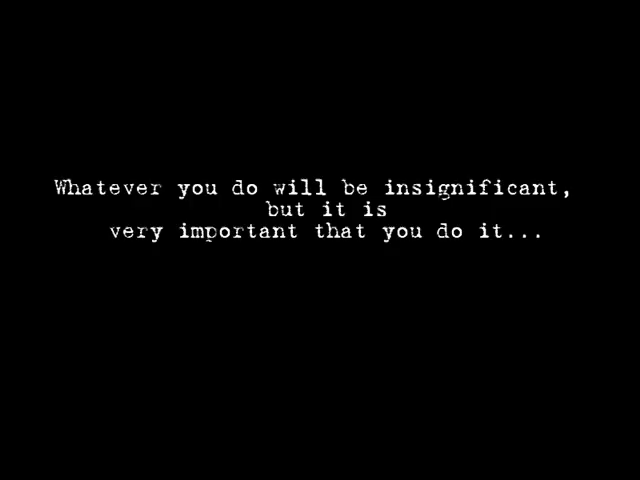 Whatever you do will be insignificant,
but it is
very important that you do it...